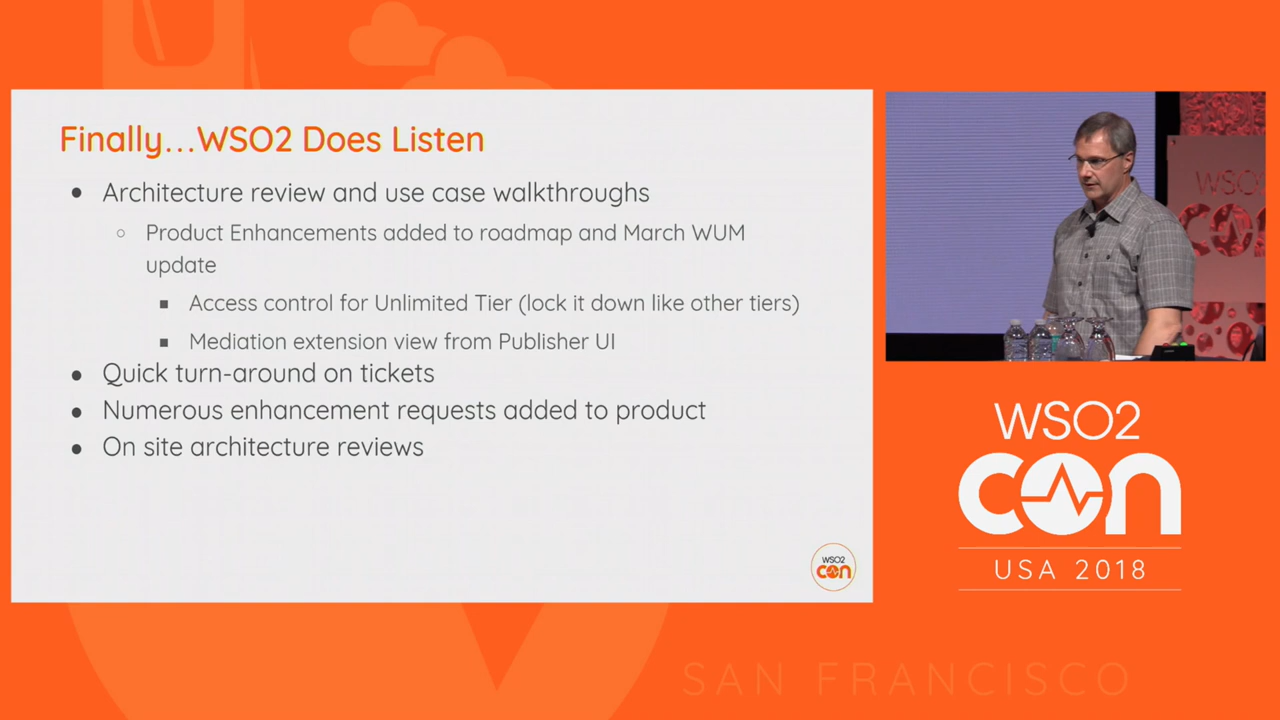 Finally...WSO2 Does Listen
Architecture review and use case walkthroughs
Product Enhancements added to roadmap and March WUM
update
Access control for Unlimited Tier (lock it down like other tiers)
Mediation extension view from Publisher UI
Quick turn-around on tickets
Numerous enhancement requests added to product
On site architecture reviews
WSO2
con
WSO2
CON
WSO2
con
USA 2018
SAN FRANCISCO